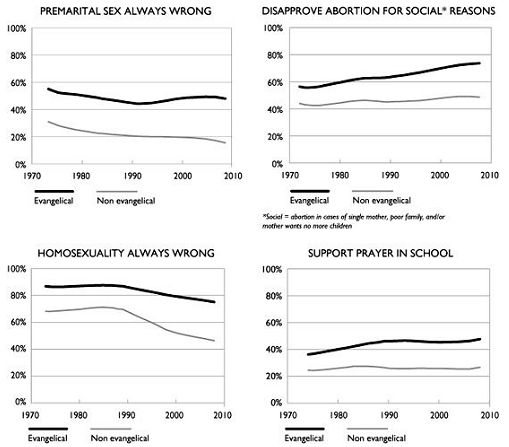 PREMARITAL SEX ALWAYS WRONG
100%
80%
60%
40%
20%
0%
1970 1980 1990 2000 2010
Evangelical Non evangelical
DISAPPROVE ABORTION FOR SOCIAL* REASONS
100%
80%
60%
40%
20%
0%
1970 1980 1990 2000 2010
Evangelical Non evangelical
*Social = abortion in cases of single mother, poor family, and/or
mother wants no more children
HOMOSEXUALITY ALWAYS WRONG
100%
80%
60%
40%
20%
0%
1970 1980 1990 2000 2010
Evangelical Non evangelical
SUPPORT PRAYER IN SCHOOL
100%
80%
60%
40%
20%
0%
1970 1980 1990 2000 2010
Evangelical Non evangelical